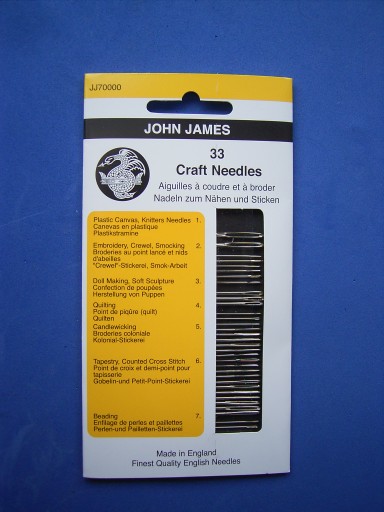 JJ70000
JOHN JAMES
33
Craft Needles
Aiguilles à coudre et à broder
Nadeln zum Nähen und Sticken
Plastic Canvas, Knitters Needles 1.
Canevas en plastique
Plastikstramine
Embroidery, Crewel, Smocking 2.
Broderies au point lancé et nids
d'abeilles
"Crewel"-Stickerei, Smok-Arbeit
Doll Making, Soft Sculpture 3.
Confection de poupées
Herstellung von Puppen
Quilting 4.
Point de piqûre (quilt)
Quilten
Candlewicking 5.
Broderies coloniale
Kolonial-Stickerei
Tapestry, Counted Cross Stitch 6.
Point de croix et demi-point pour
tapisserie
Gobelin-und Petit-Point-Stickerei
Beading 7.
Enfilage de perles et paillettes
Perlen-und Pailletten-Stickerei
Made in England
Finest Quality English Needles